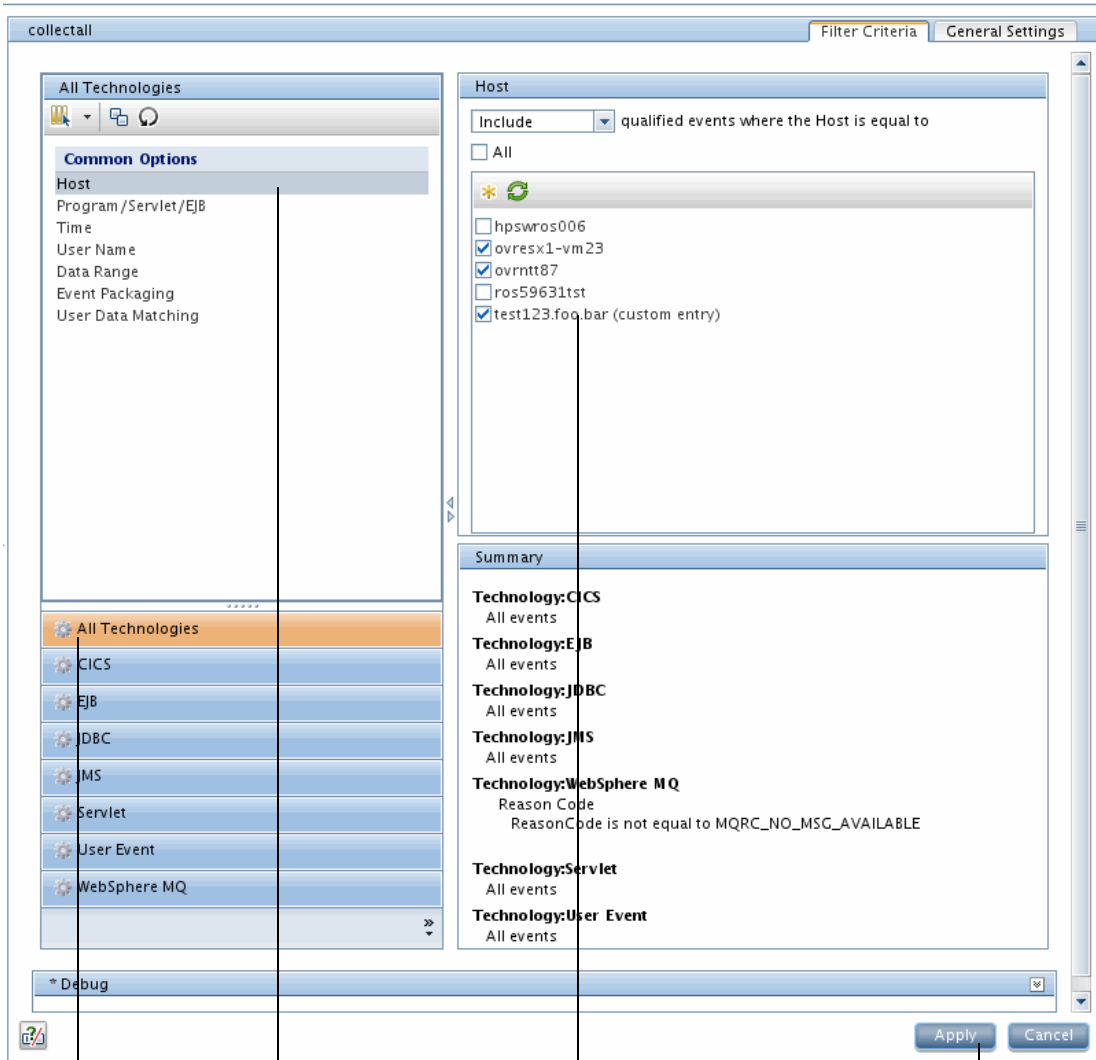 collectall
Filter Criteria
General Settings
All Technologies
Common Options
Host
Program/Servlet/EJB
Time
User Name
Data Range
Event Packaging
User Data Matching
All Technologies
CICS
EJB
JDBC
JMS
Servlet
User Event
WebSphere MQ
Host
Include qualified events where the Host is equal to
All
hpswros006
ovresx1-vm23
ovrntt87
ros59631tst
test123.foo.bar (custom entry)
Summary
Technology:CICS
All events
Technology:EJB
All events
Technology:JDBC
All events
Technology:JMS
All events
Technology:WebSphere MQ
Reason Code
ReasonCode is not equal to MQRC_NO_MSG_AVAILABLE
Technology:Servlet
All events
Technology:User Event
All events
* Debug
Apply
Cancel